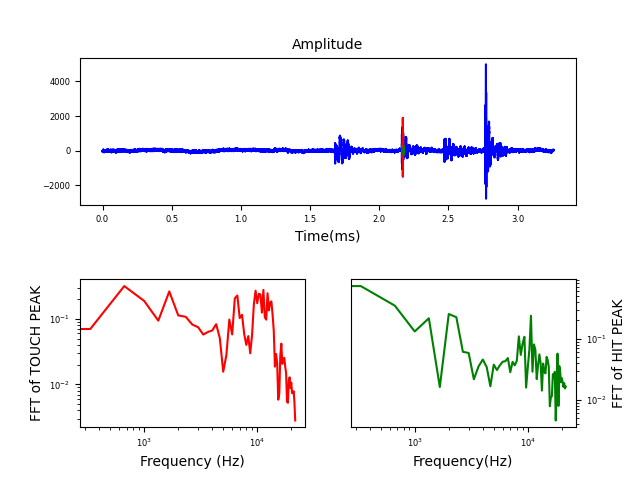 Amplitude
4000
2000
0
−2000
0.0 0.5 1.0 1.5 2.0 2.5 3.0
Time(ms)
FFT of TOUCH PEAK
10⁻¹
10⁻²
10³ 10⁴
Frequency (Hz)
10⁻¹
10⁻²
FFT of HIT PEAK
10³ 10⁴
Frequency(Hz)